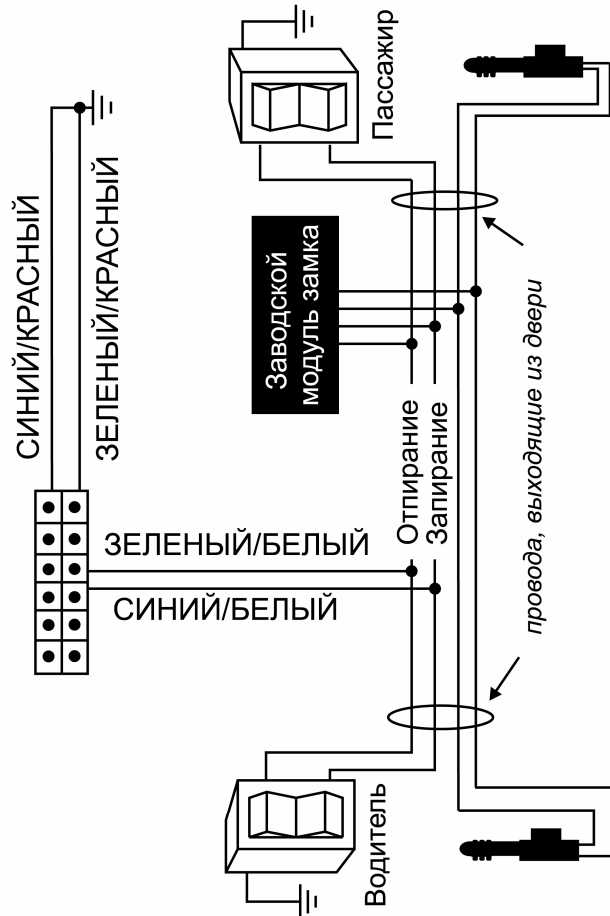 СИНИЙ/КРАСНЫЙ
ЗЕЛЕНЫЙ/КРАСНЫЙ
ЗЕЛЕНЫЙ/БЕЛЫЙ
СИНИЙ/БЕЛЫЙ
Пассажир
Заводской
модуль замка
Отпирание
Запирание
провода, выходящие из двери
Водитель